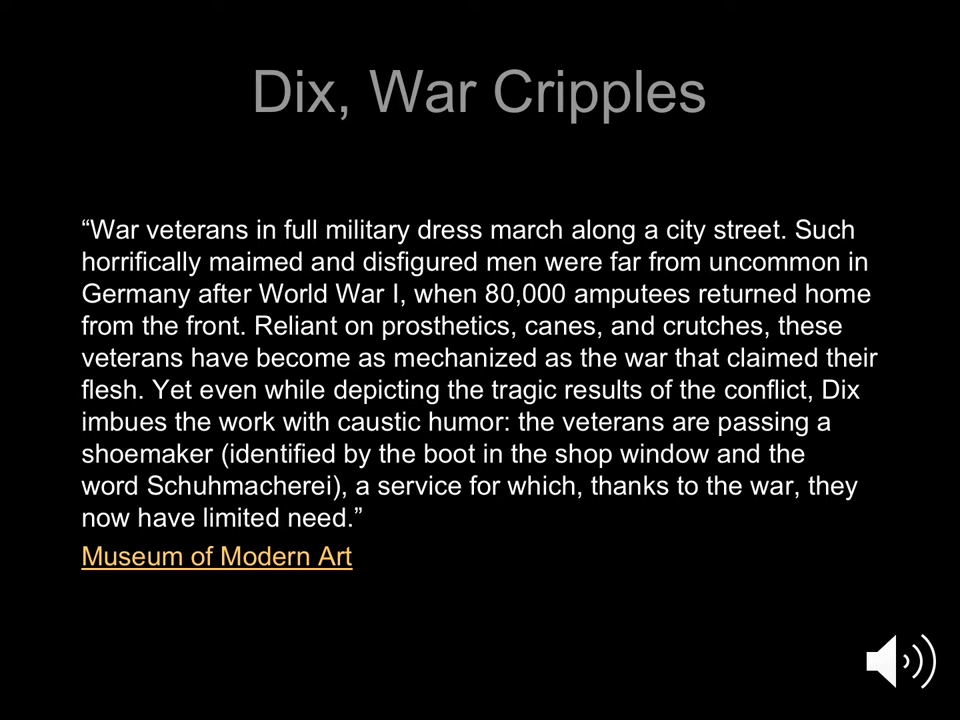 Dix, War Cripples
“War veterans in full military dress march along a city street. Such
horrifically maimed and disfigured men were far from uncommon in
Germany after World War I, when 80,000 amputees returned home
from the front. Reliant on prosthetics, canes, and crutches, these
veterans have become as mechanized as the war that claimed their
flesh. Yet even while depicting the tragic results of the conflict, Dix
imbues the work with caustic humor: the veterans are passing a
shoemaker (identified by the boot in the shop window and the
word Schuhmacherei), a service for which, thanks to the war, they
now have limited need.”
Museum of Modern Art